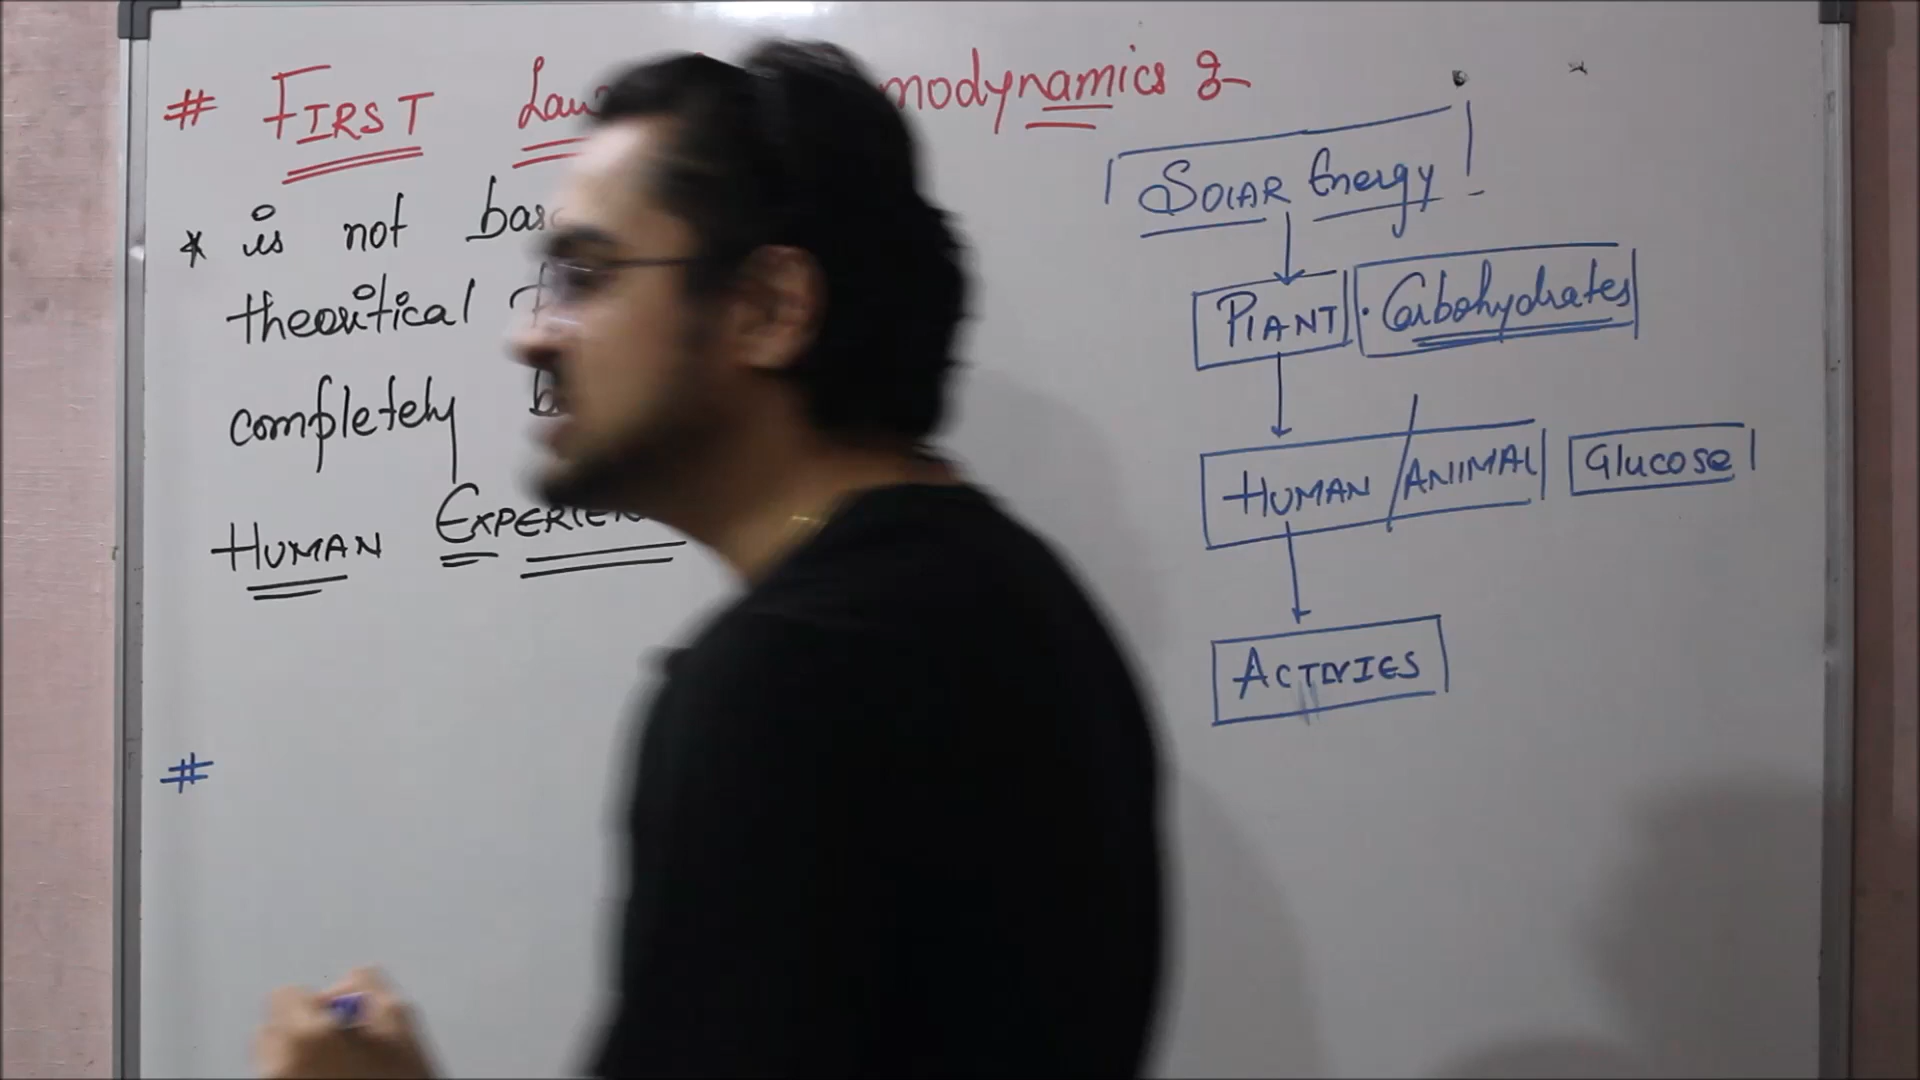 # FIRST Law modynamics :-
* is not bas
theoritical
completely b
HUMAN EXPERIEN
#
SOLAR Energy
PLANT • Carbohydrates
HUMAN / ANIMAL Glucose
ACTIVIES